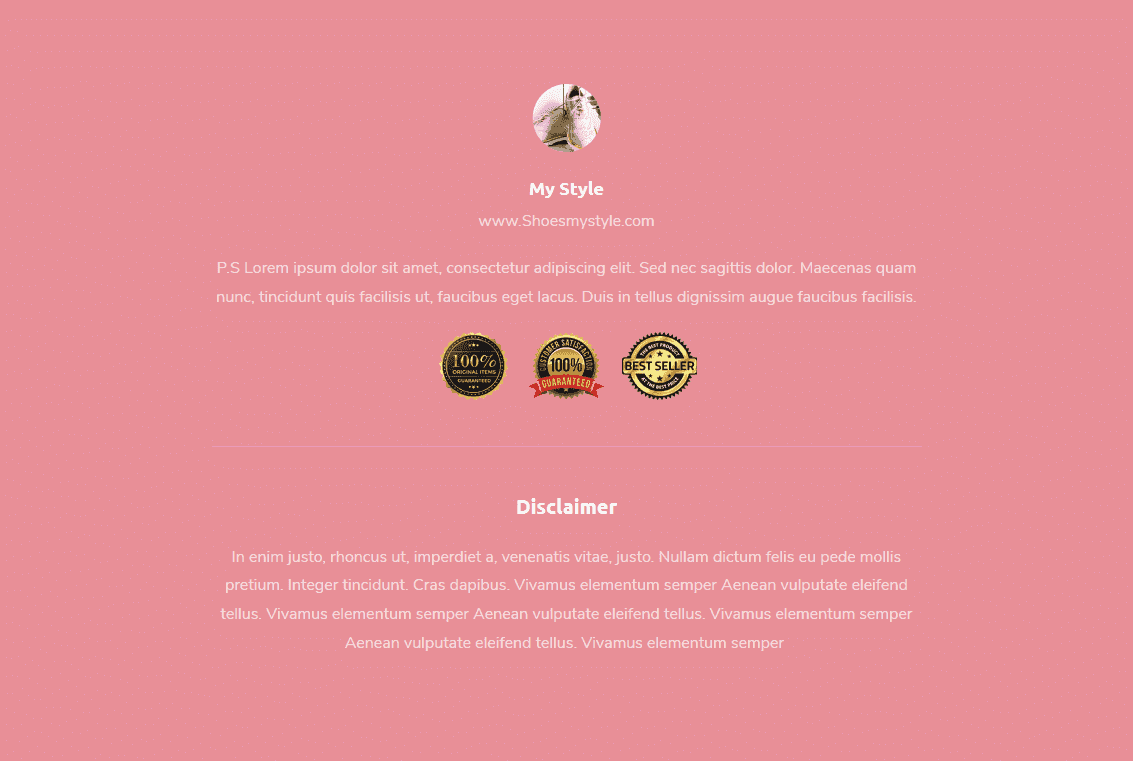 My Style
www.Shoesmystyle.com
P.S Lorem ipsum dolor sit amet, consectetur adipiscing elit. Sed nec sagittis dolor. Maecenas quam
nunc, tincidunt quis facilisis ut, faucibus eget lacus. Duis in tellus dignissim augue faucibus facilisis.
100%
ORIGINAL ITEMS
GUARANTEED
CUSTOMER SATISFACTION
100%
GUARANTEED
THE BEST PRODUCT
BEST SELLER
AT THE BEST PRICE
Disclaimer
In enim justo, rhoncus ut, imperdiet a, venenatis vitae, justo. Nullam dictum felis eu pede mollis
pretium. Integer tincidunt. Cras dapibus. Vivamus elementum semper Aenean vulputate eleifend
tellus. Vivamus elementum semper Aenean vulputate eleifend tellus. Vivamus elementum semper
Aenean vulputate eleifend tellus. Vivamus elementum semper